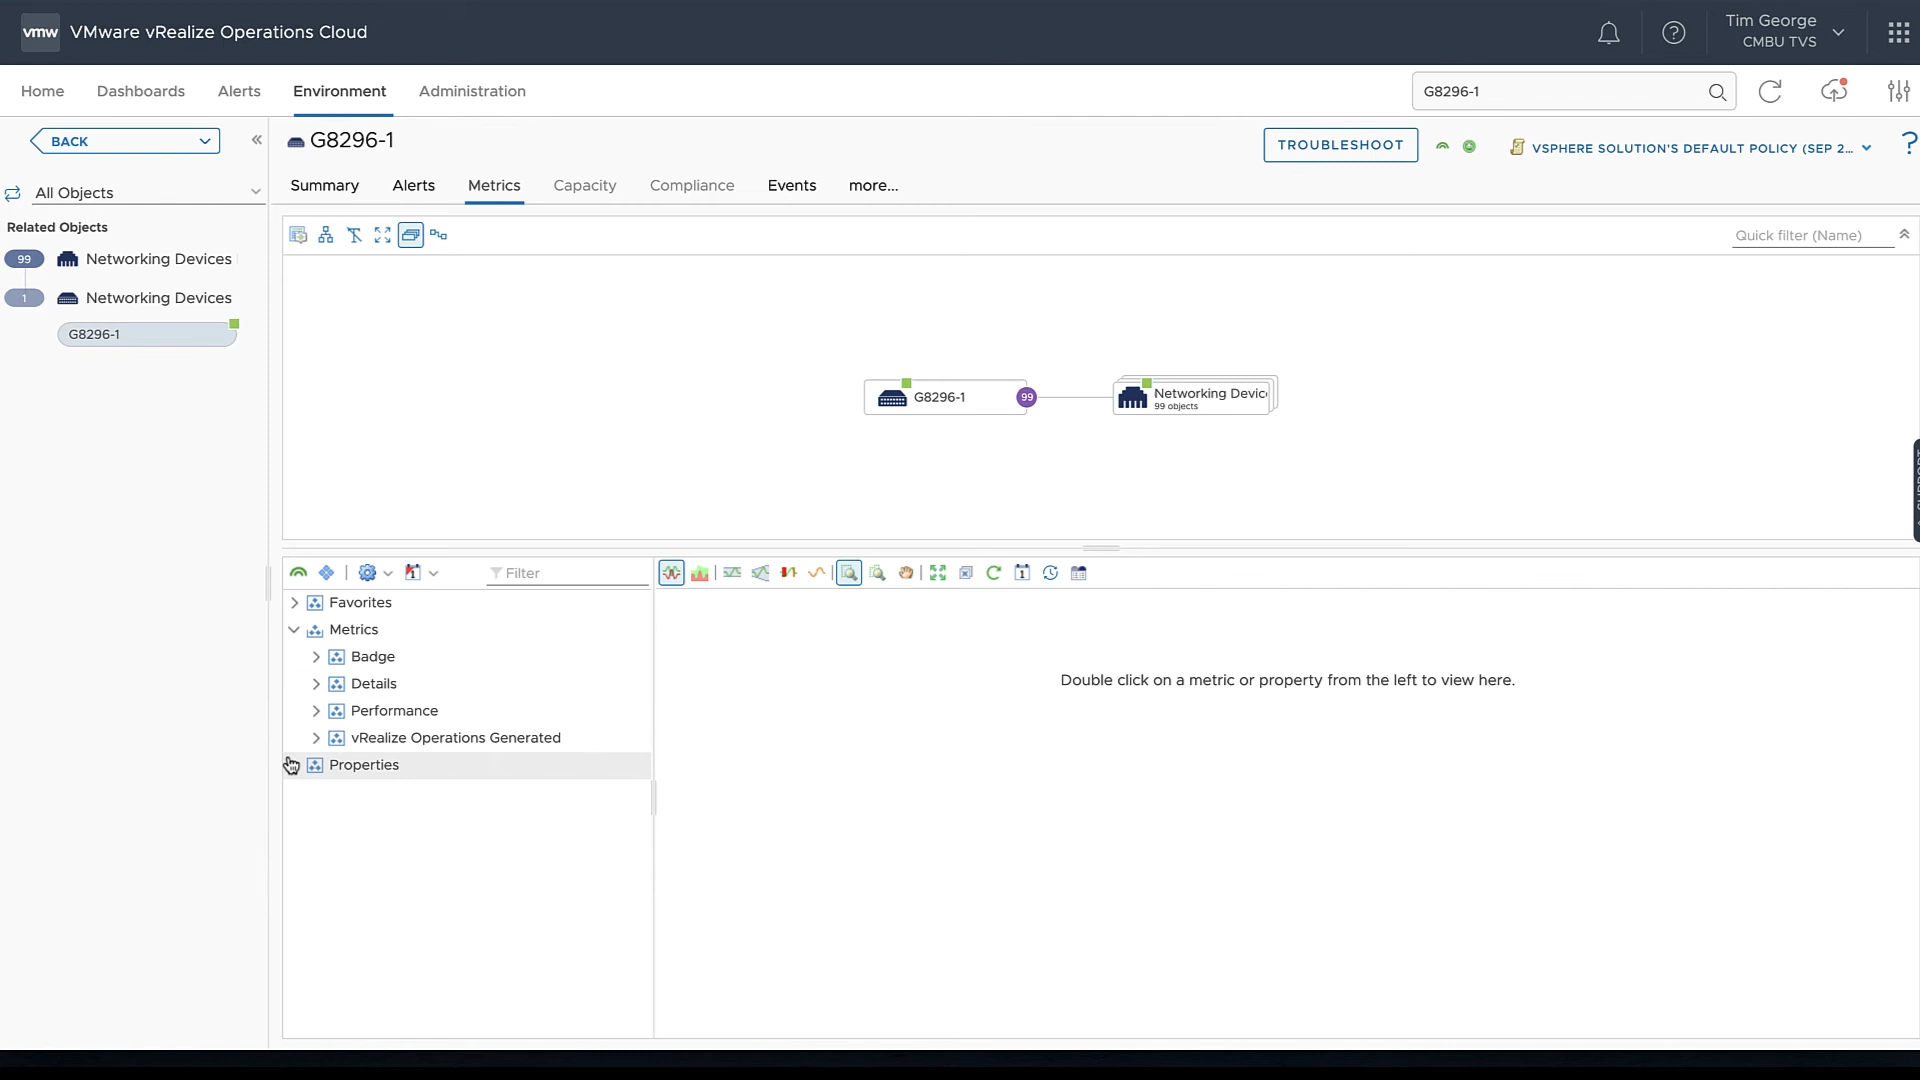 vmw VMware vRealize Operations Cloud
Tim George
CMBU TVS
Home Dashboards Alerts Environment Administration
G8296-1
BACK
G8296-1
TROUBLESHOOT
VSPHERE SOLUTION'S DEFAULT POLICY (SEP 2...
All Objects
Summary Alerts Metrics Capacity Compliance Events more...
Related Objects
Quick filter (Name)
99 Networking Devices
1 Networking Devices
G8296-1
G8296-1 99
Networking Devic
99 objects
SUPPORT
Filter
Favorites
Metrics
Badge
Details
Performance
vRealize Operations Generated
Properties
Double click on a metric or property from the left to view here.